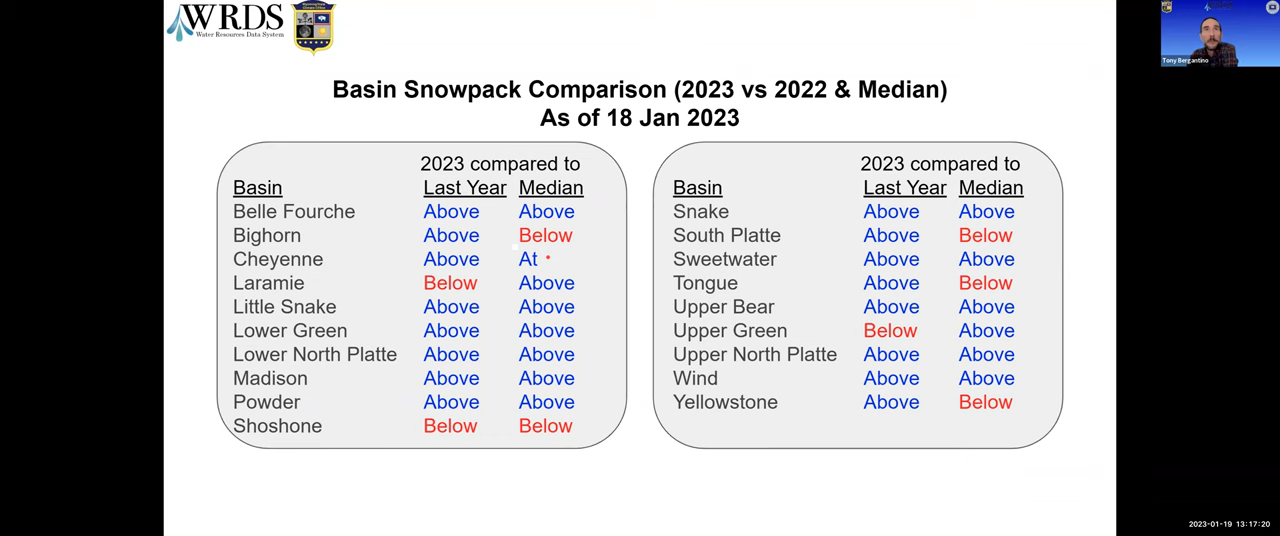 WRDS
Water Resources Data System
Tony Bergantino
Basin Snowpack Comparison (2023 vs 2022 & Median)
As of 18 Jan 2023
2023 compared to
Basin Last Year Median
Belle Fourche Above Above
Bighorn Above Below
Cheyenne Above At
Laramie Below Above
Little Snake Above Above
Lower Green Above Above
Lower North Platte Above Above
Madison Above Above
Powder Above Above
Shoshone Below Below
2023 compared to
Basin Last Year Median
Snake Above Above
South Platte Above Below
Sweetwater Above Above
Tongue Above Below
Upper Bear Above Above
Upper Green Below Above
Upper North Platte Above Above
Wind Above Above
Yellowstone Above Below
2023-01-19 13:17:20